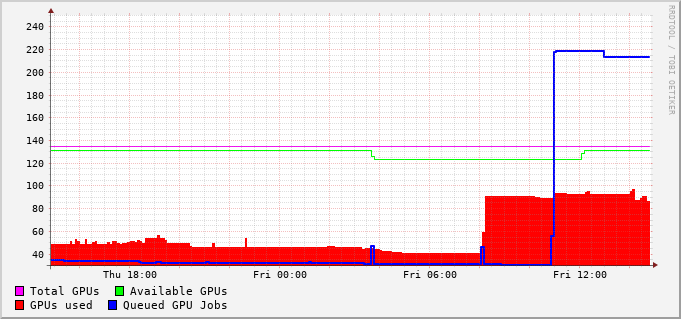 RRDTOOL / TOBI OETIKER
240
220
200
180
160
140
120
100
80
60
40
Thu 18:00 Fri 00:00 Fri 06:00 Fri 12:00
Total GPUs Available GPUs
GPUs used Queued GPU Jobs